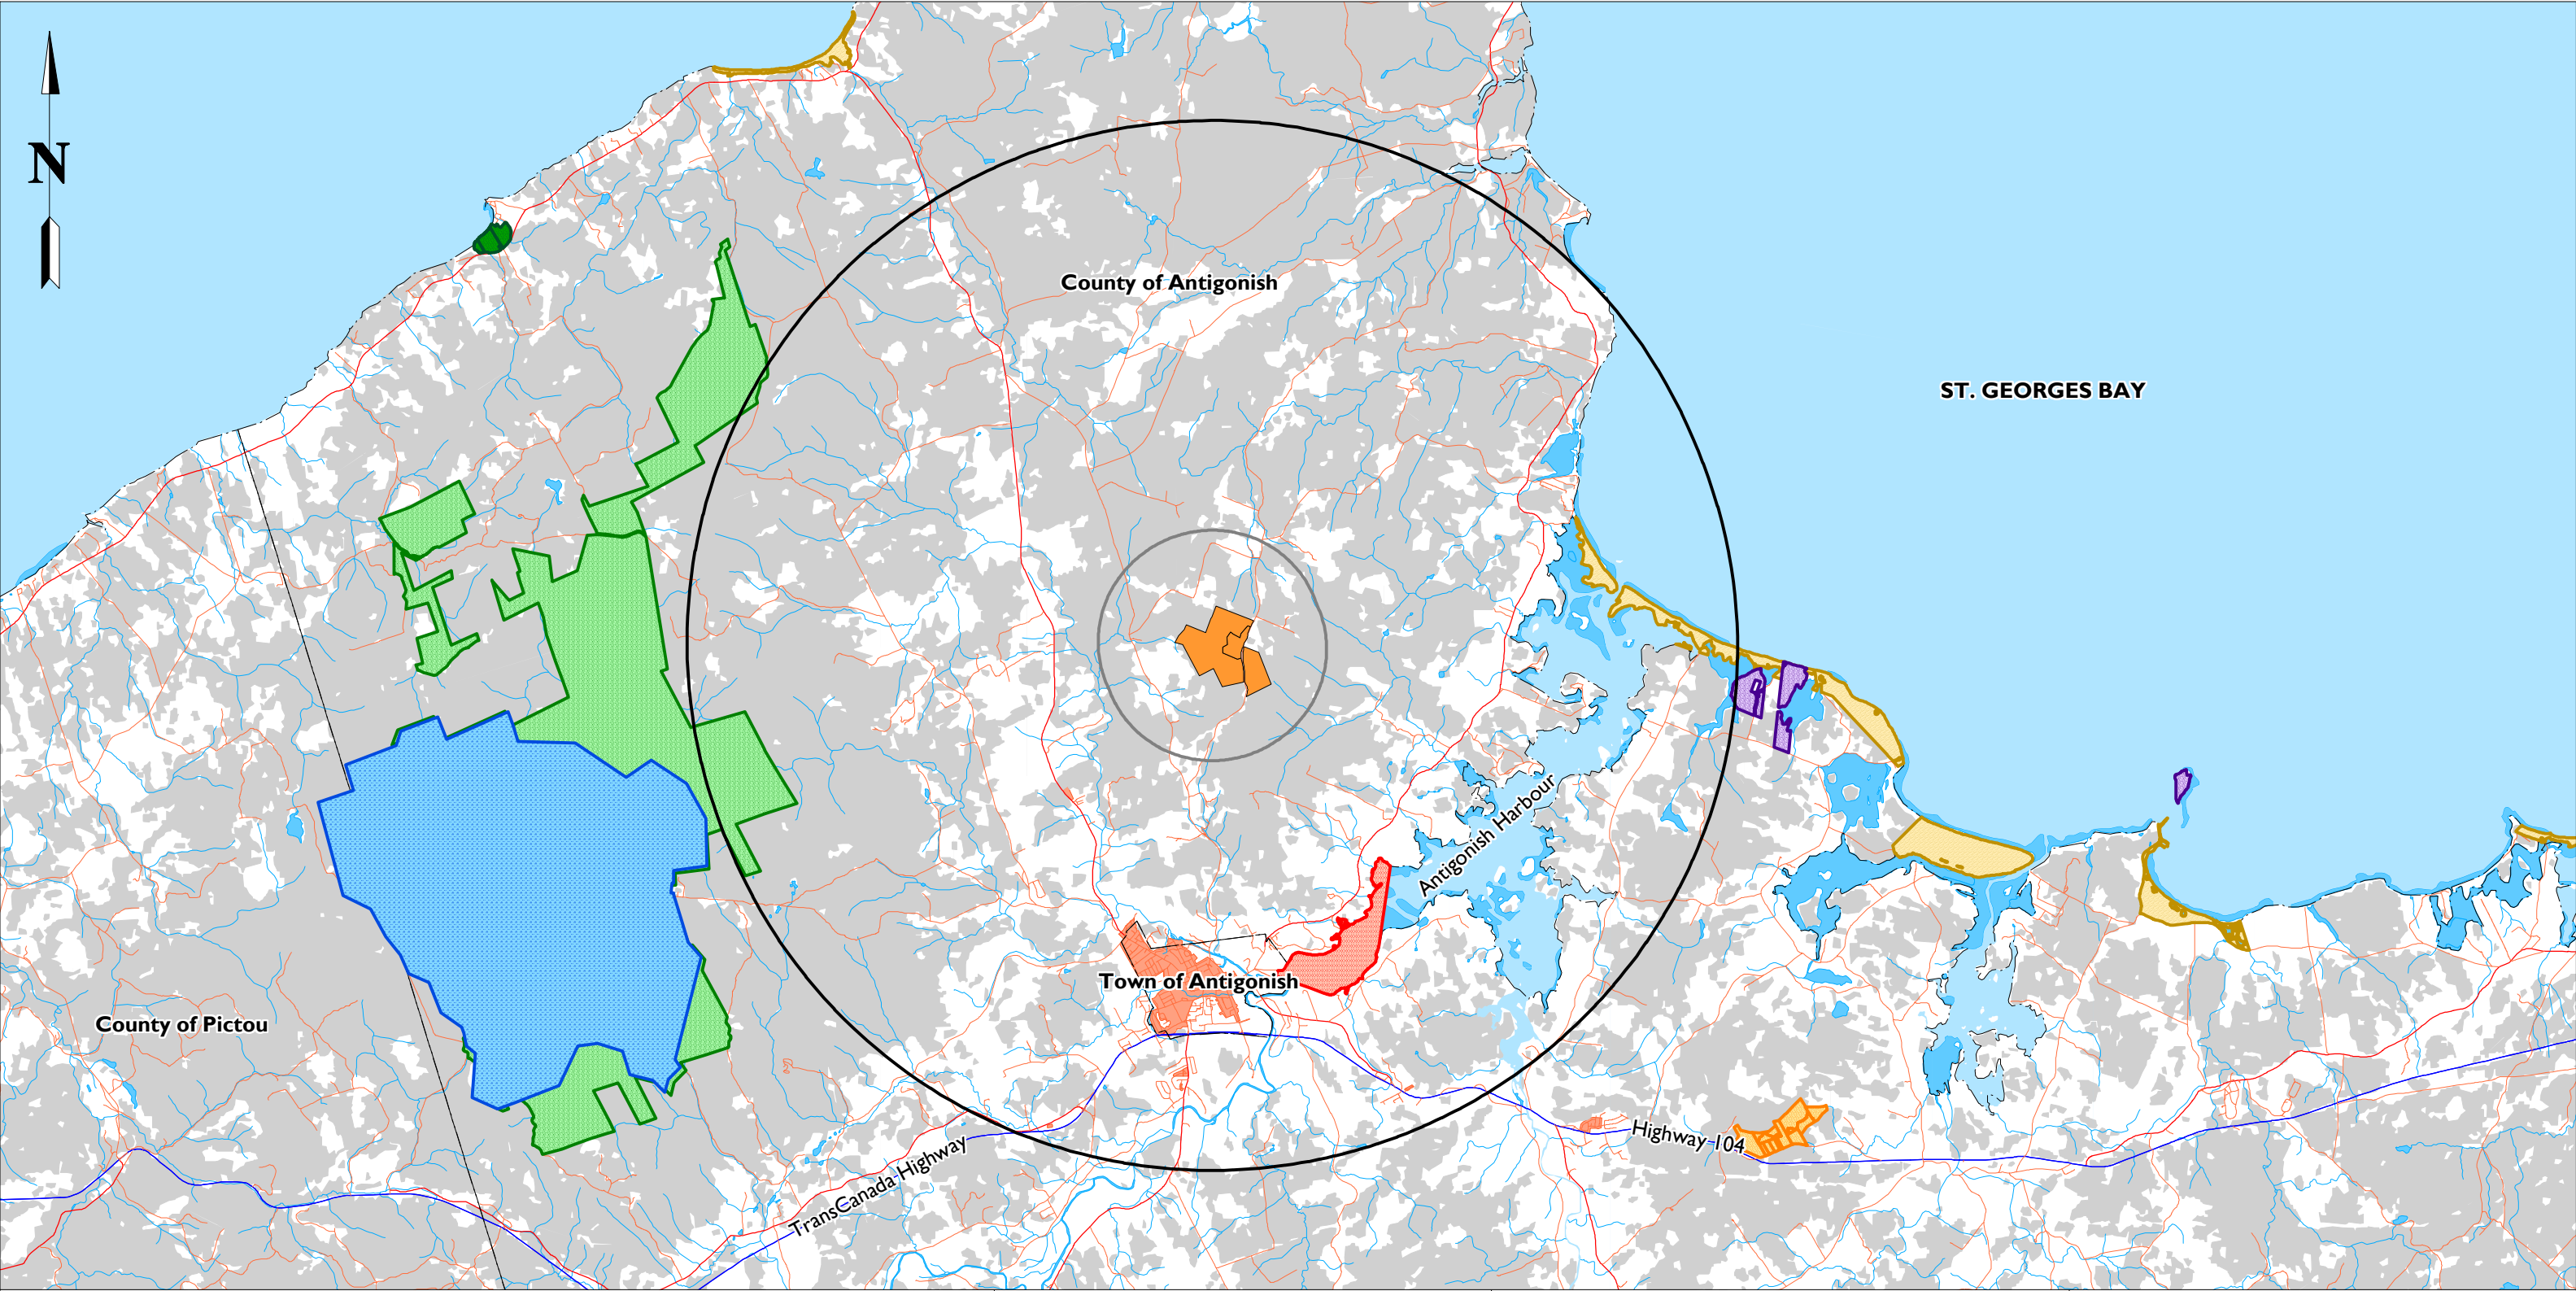 N
County of Antigonish
ST. GEORGES BAY
Antigonish Harbour
Town of Antigonish
County of Pictou
Highway 104
TransCanada Highway